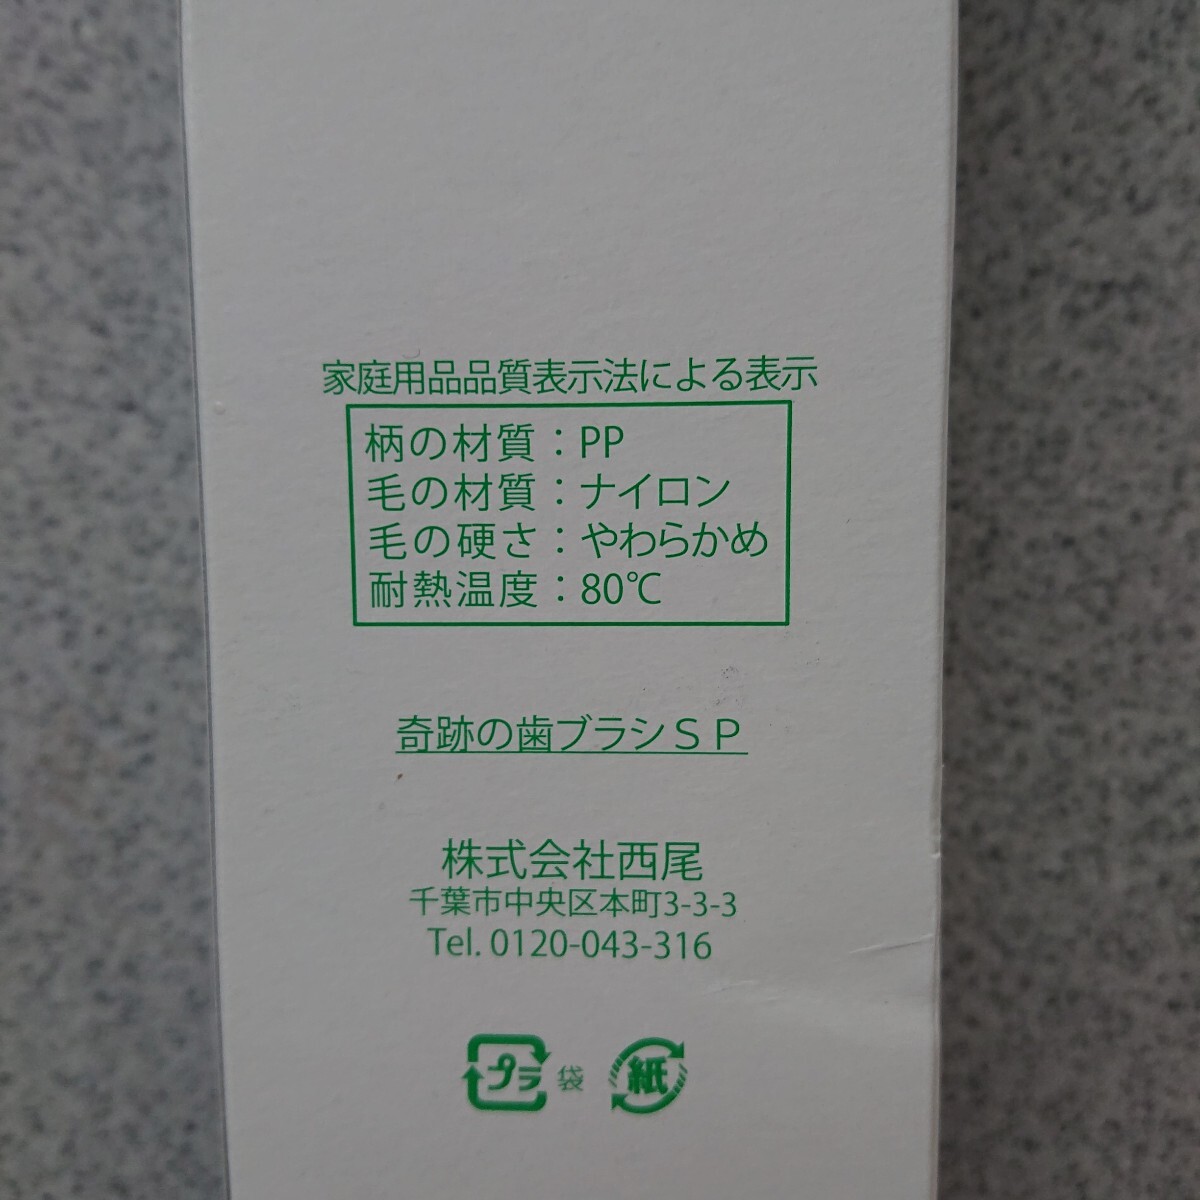 家庭用品品質表示法による表示
柄の材質：PP
毛の材質：ナイロン
毛の硬さ：やわらかめ
耐熱温度：80℃
奇跡の歯ブラシＳＰ
株式会社西尾
千葉市中央区本町3-3-3
Tel. 0120-043-316
プラ 袋 紙